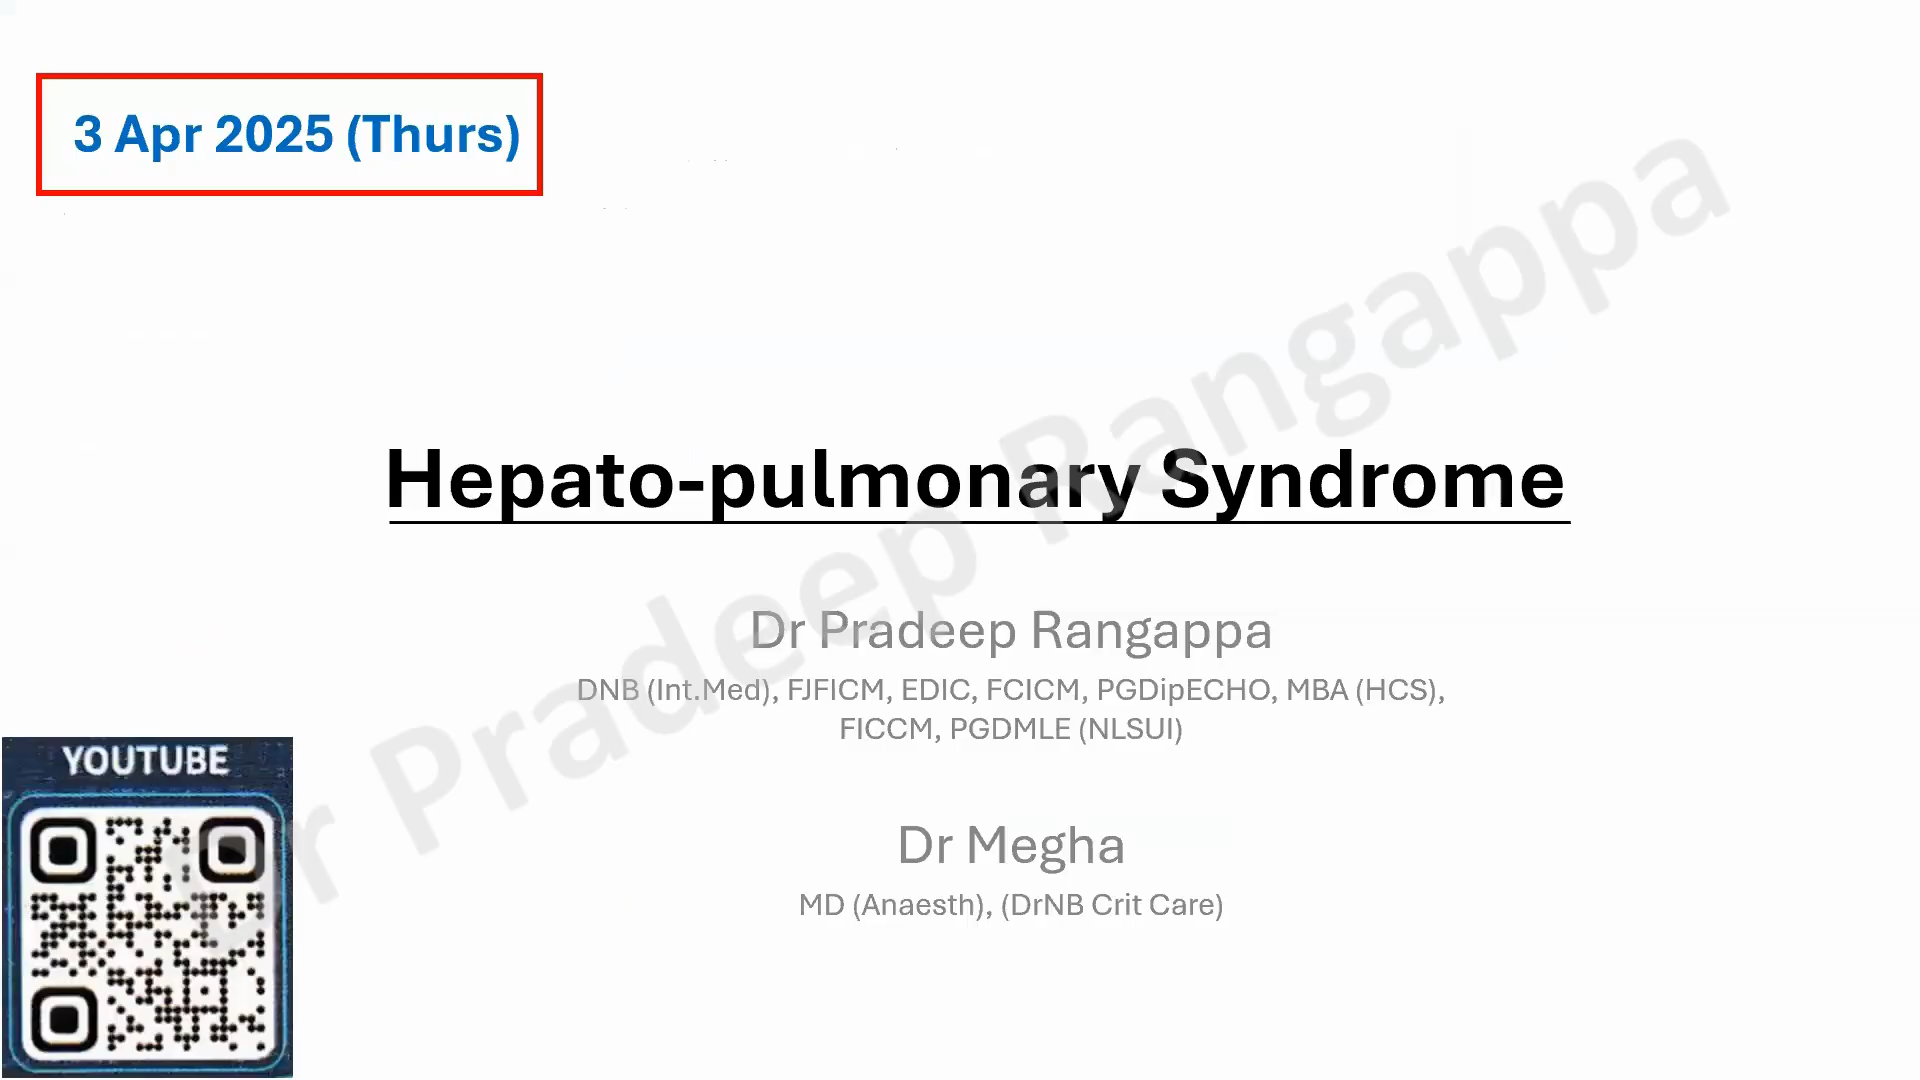 3 Apr 2025 (Thurs)
Hepato-pulmonary Syndrome
Dr Pradeep Rangappa
DNB (Int.Med), FJFICM, EDIC, FCICM, PGDipECHO, MBA (HCS),
FICCM, PGDMLE (NLSUI)
Dr Megha
MD (Anaesth), (DrNB Crit Care)
YOUTUBE
Dr Pradeep Rangappa